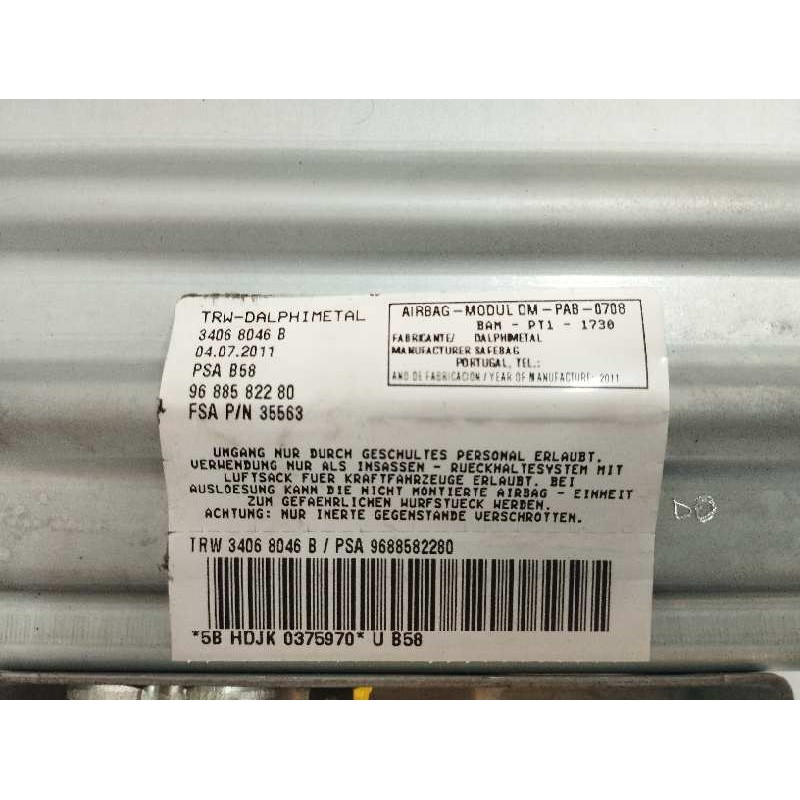 TRW-DALPHIMETAL
3406 8046 B
04.07.2011
PSA B58
96 885 822 80
FSA P/N 35563
AIRBAG-MODUL DM-PAB-0708
BAM - PT1 - 1730
FABRICANTE/ DALPHIMETAL
MANUFACTURER SAFEBAG
PORTUGAL, TEL.:
ANO DE FABRICACION / YEAR OF MANUFACTURE: 2011
UMGANG NUR DURCH GESCHULTES PERSONAL ERLAUBT.
VERWENDUNG NUR ALS INSASSEN - RUECKHALTESYSTEM MIT
LUFTSACK FUER KRAFTFAHRZEUGE ERLAUBT. BEI
AUSLOESUNG KANN DIE NICHT MONTIERTE AIRBAG - EINHEIT
ZUM GEFAEHRLICHEN WURFSTUECK WERDEN.
ACHTUNG: NUR INERTE GEGENSTANDE VERSCHROTTEN.
TRW 3406 8046 B / PSA 9688582280
*5B HDJK 0375970* U B58